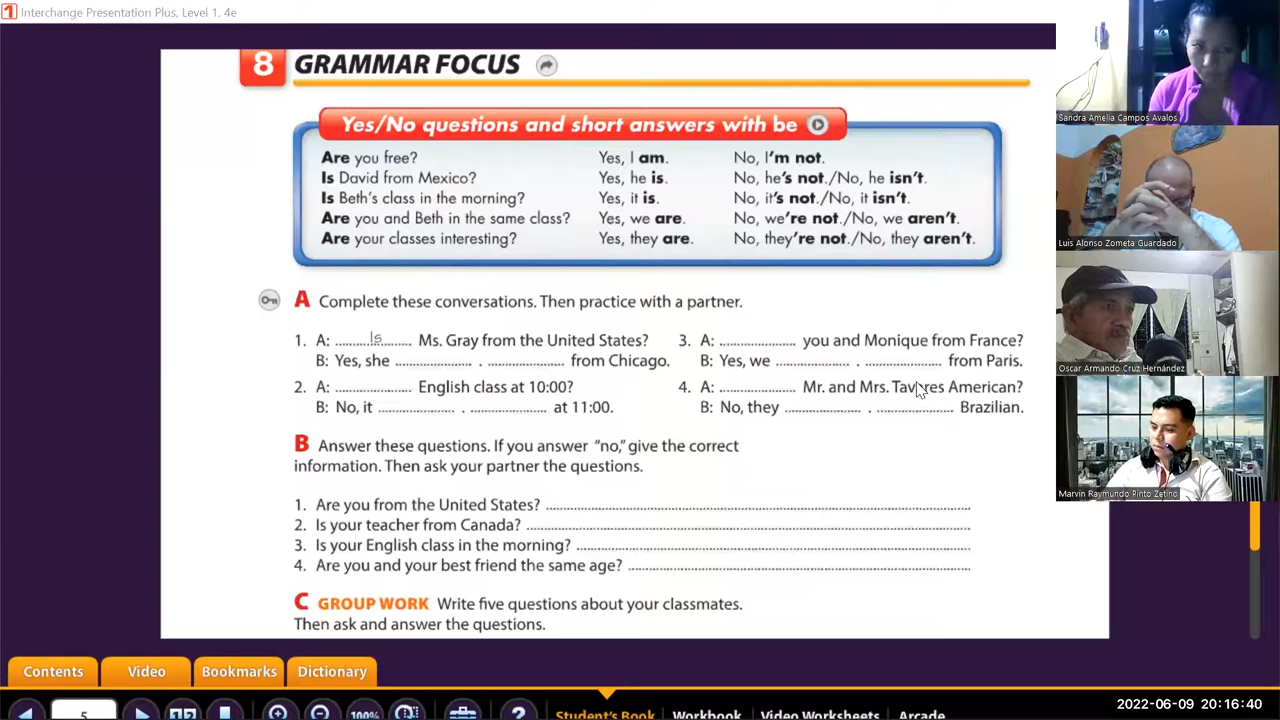 Interchange Presentation Plus, Level 1, 4e
8 GRAMMAR FOCUS
Yes/No questions and short answers with be
Are you free? Yes, I am. No, I'm not.
Is David from Mexico? Yes, he is. No, he's not./No, he isn't.
Is Beth's class in the morning? Yes, it is. No, it's not./No, it isn't.
Are you and Beth in the same class? Yes, we are. No, we're not./No, we aren't.
Are your classes interesting? Yes, they are. No, they're not./No, they aren't.
A Complete these conversations. Then practice with a partner.
1. A: ........Is........ Ms. Gray from the United States?
B: Yes, she .................... . .................... from Chicago.
2. A: .................... English class at 10:00?
B: No, it .................... . .................... at 11:00.
3. A: .................... you and Monique from France?
B: Yes, we .................... . .................... from Paris.
4. A: .................... Mr. and Mrs. Tavares American?
B: No, they .................... . .................... Brazilian.
B Answer these questions. If you answer "no," give the correct
information. Then ask your partner the questions.
1. Are you from the United States? ....................
2. Is your teacher from Canada? ....................
3. Is your English class in the morning? ....................
4. Are you and your best friend the same age? ....................
C GROUP WORK Write five questions about your classmates.
Then ask and answer the questions.
Sandra Amelia Campos Avalos
Luis Alonso Zometa Guardado
Oscar Armando Cruz Hernández
Marvin Raymundo Pinto Zetino
Contents Video Bookmarks Dictionary
5 100% ? Student's Book Workbook Video Worksheets Arcade
2022-06-09 20:16:40